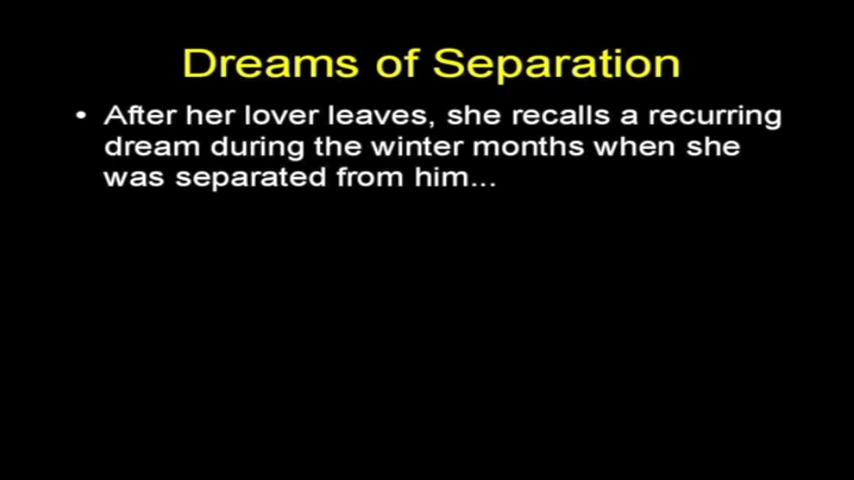 Dreams of Separation
• After her lover leaves, she recalls a recurring
dream during the winter months when she
was separated from him...